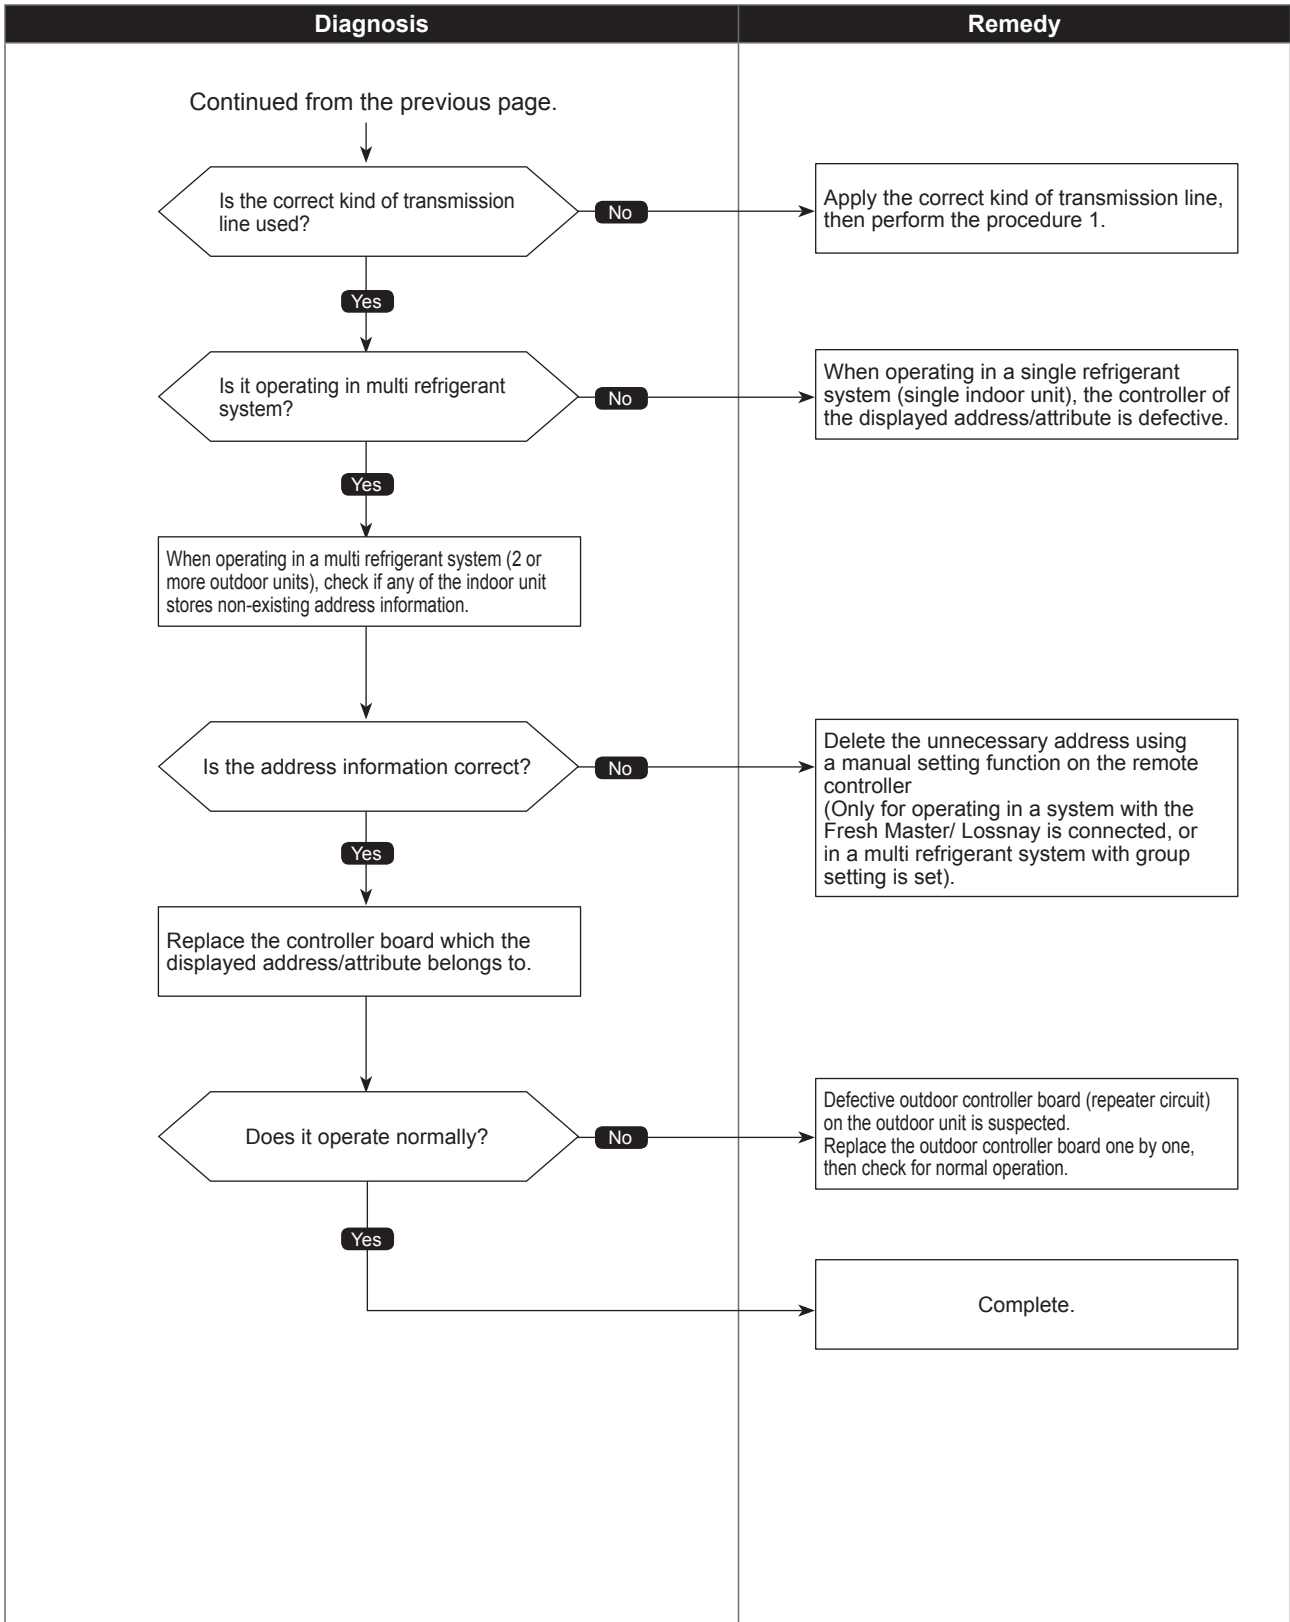 Diagnosis
Remedy
Continued from the previous page.
Is the correct kind of transmission
line used?
No
Apply the correct kind of transmission line,
then perform the procedure 1.
Yes
Is it operating in multi refrigerant
system?
No
When operating in a single refrigerant
system (single indoor unit), the controller of
the displayed address/attribute is defective.
Yes
When operating in a multi refrigerant system (2 or
more outdoor units), check if any of the indoor unit
stores non-existing address information.
Is the address information correct?
No
Delete the unnecessary address using
a manual setting function on the remote
controller
(Only for operating in a system with the
Fresh Master/ Lossnay is connected, or
in a multi refrigerant system with group
setting is set).
Yes
Replace the controller board which the
displayed address/attribute belongs to.
Does it operate normally?
No
Defective outdoor controller board (repeater circuit)
on the outdoor unit is suspected.
Replace the outdoor controller board one by one,
then check for normal operation.
Yes
Complete.